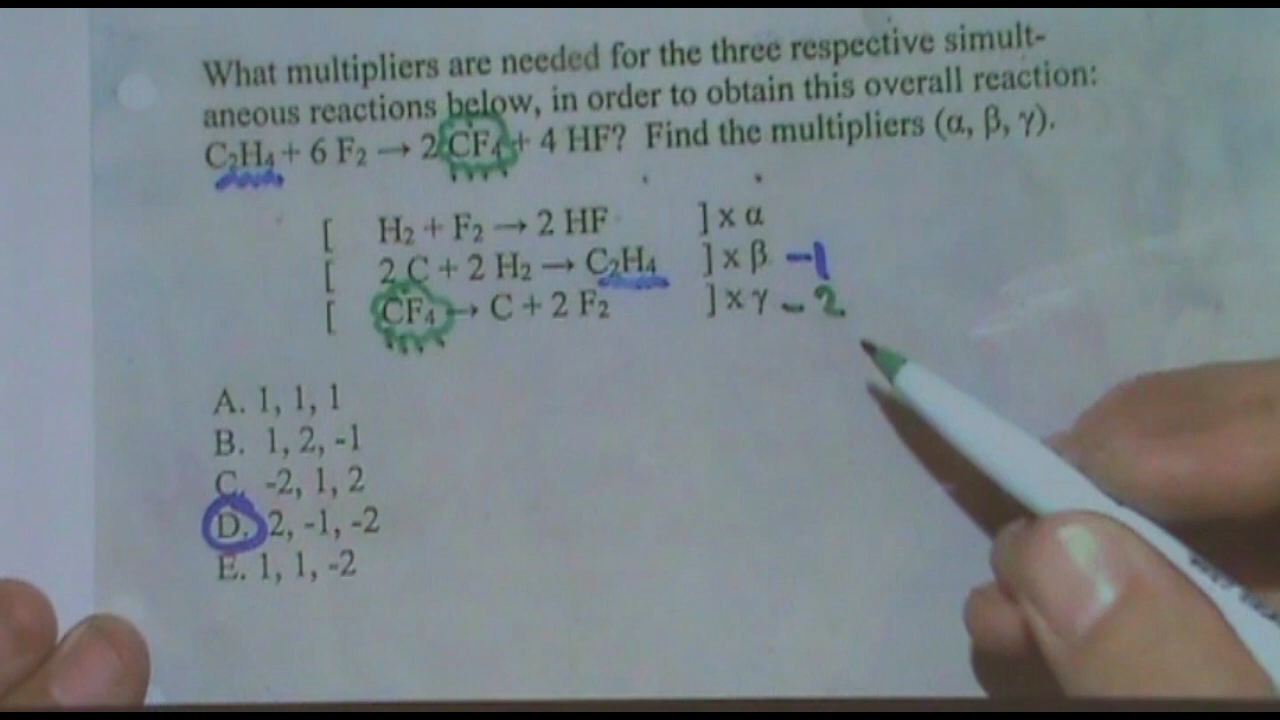 What multipliers are needed for the three respective simult-
aneous reactions below, in order to obtain this overall reaction:
C₂H₄ + 6 F₂ → 2 CF₄ + 4 HF? Find the multipliers (α, β, γ).
[ H₂ + F₂ → 2 HF ] x α
[ 2 C + 2 H₂ → C₂H₄ ] x β -1
[ CF₄ → C + 2 F₂ ] x γ - 2
A. 1, 1, 1
B. 1, 2, -1
C. -2, 1, 2
D. 2, -1, -2
E. 1, 1, -2